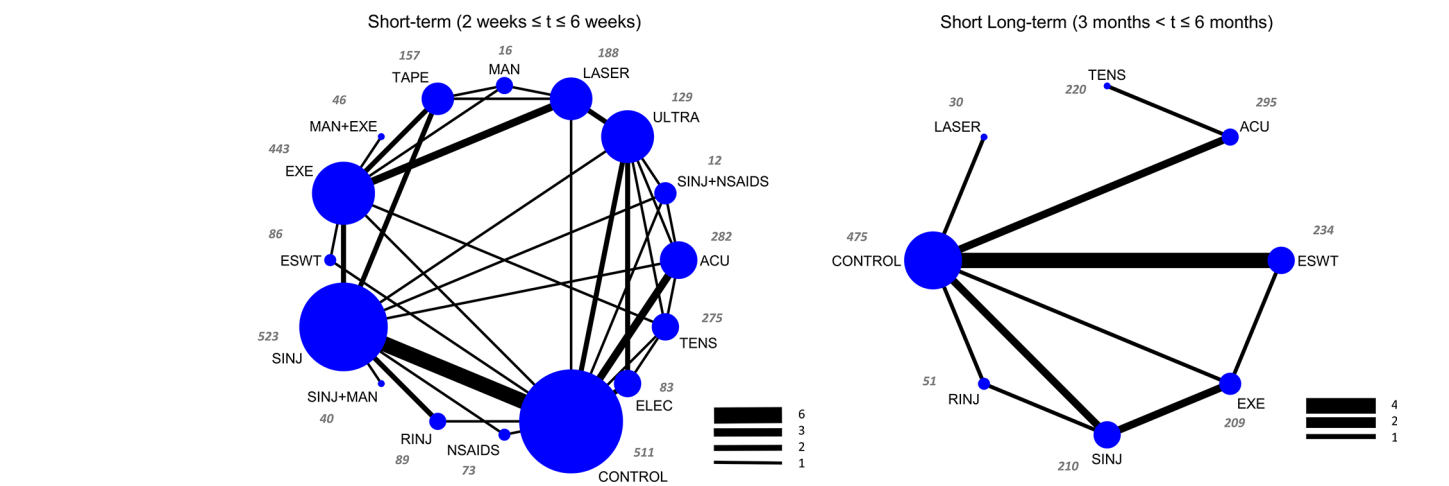 Short-term (2 weeks ≤ t ≤ 6 weeks)
16
MAN
157
TAPE
188
LASER
129
ULTRA
46
MAN+EXE
443
EXE
12
SINJ+NSAIDS
86
ESWT
282
ACU
523
SINJ
275
TENS
SINJ+MAN
40
83
ELEC
RINJ
89
NSAIDS
73
511
CONTROL
6
3
2
1
Short Long-term (3 months < t ≤ 6 months)
TENS
220
30
LASER
295
ACU
475
CONTROL
234
ESWT
51
RINJ
EXE
209
SINJ
210
4
2
1